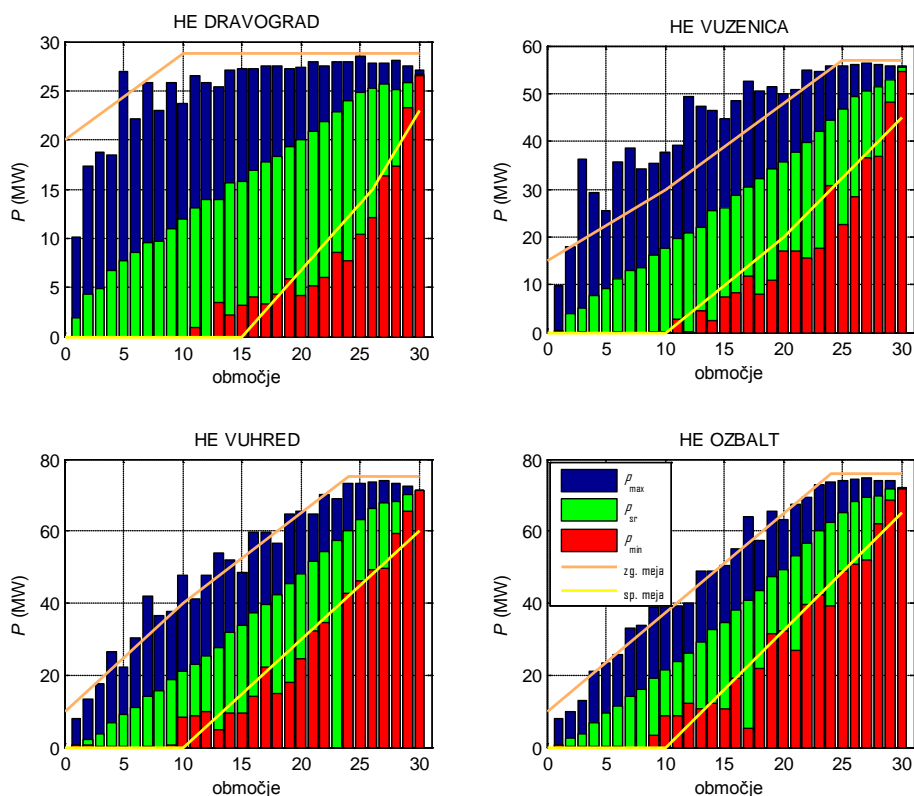 HE DRAVOGRAD
30
25
20
15
10
5
0
P (MW)
0 5 10 15 20 25 30
območje
HE VUZENICA
60
50
40
30
20
10
0
P (MW)
0 5 10 15 20 25 30
območje
HE VUHRED
80
60
40
20
0
P (MW)
0 5 10 15 20 25 30
območje
HE OZBALT
80
60
40
20
0
P (MW)
p max
p sr
p min
zg. meja
sp. meja
0 5 10 15 20 25 30
območje